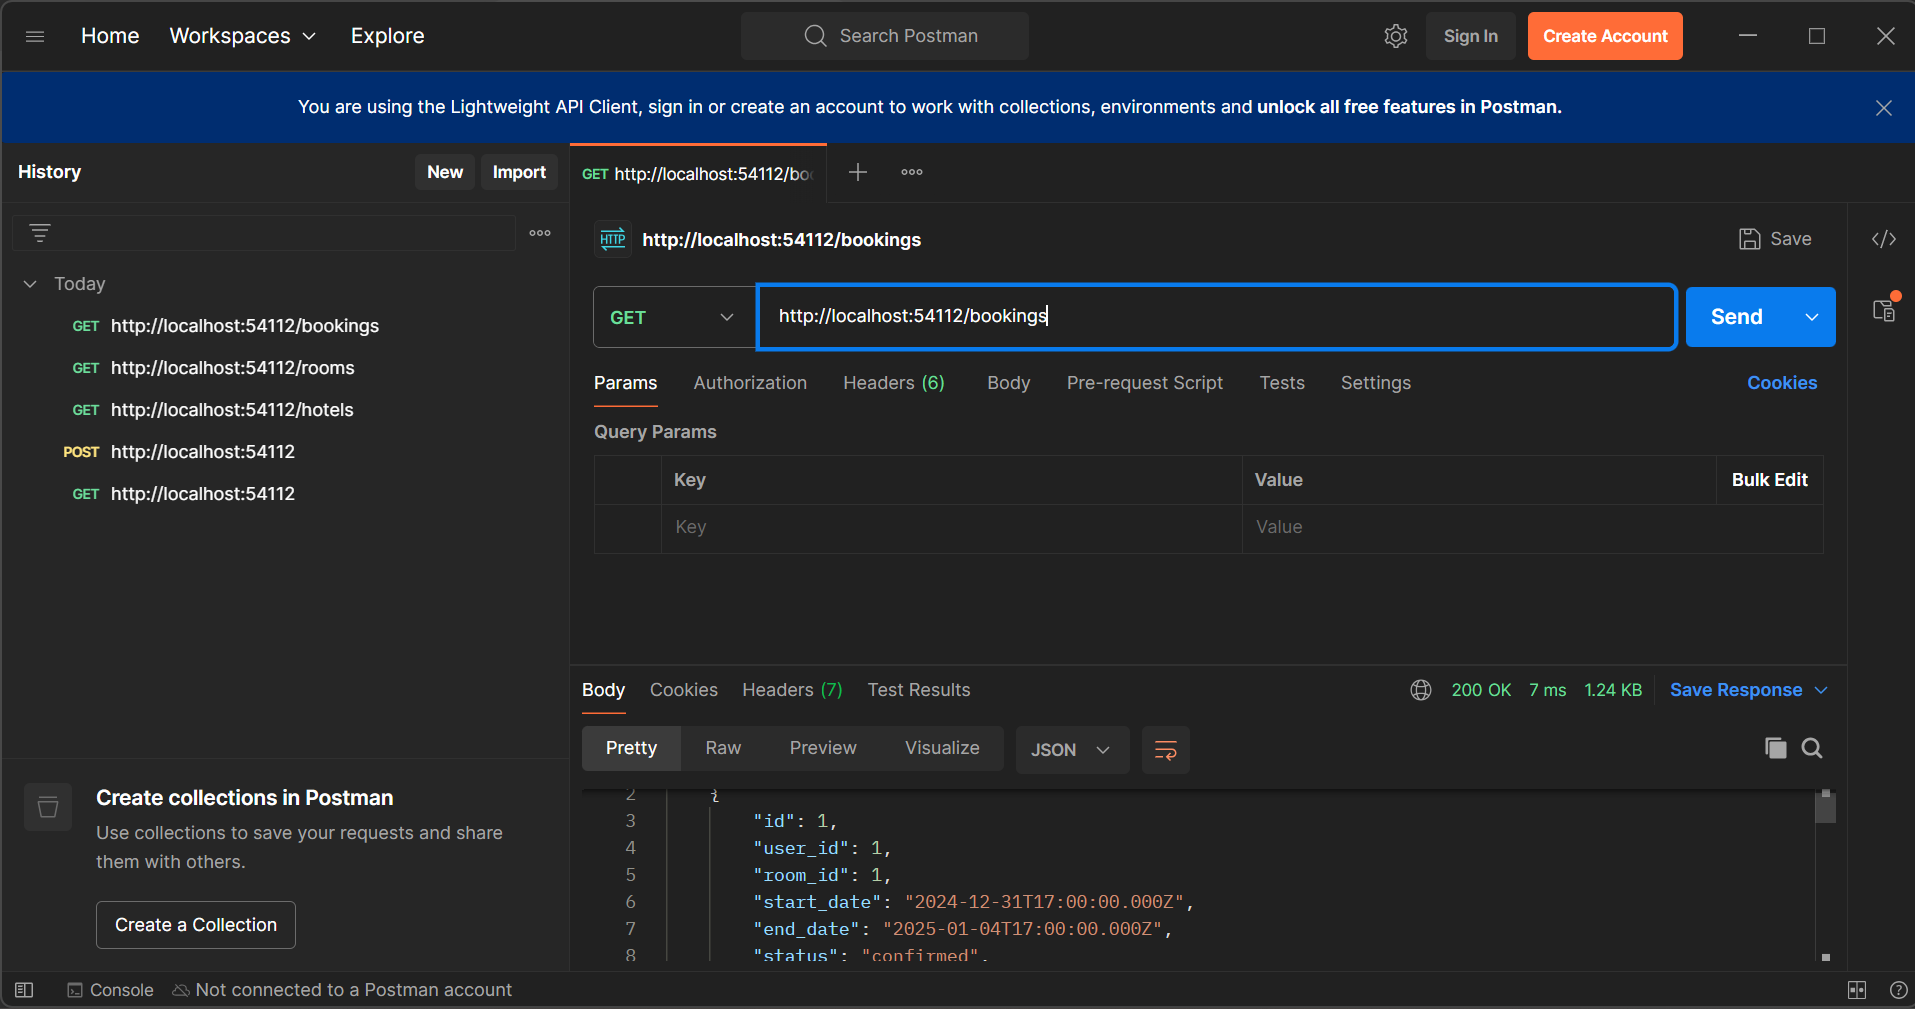 Home Workspaces Explore Search Postman Sign In Create Account
You are using the Lightweight API Client, sign in or create an account to work with collections, environments and unlock all free features in Postman.
History New Import
GET http://localhost:54112/boo
HTTP http://localhost:54112/bookings Save
Today
GET http://localhost:54112/bookings
GET http://localhost:54112/rooms
GET http://localhost:54112/hotels
POST http://localhost:54112
GET http://localhost:54112
GET http://localhost:54112/bookings Send
Params Authorization Headers (6) Body Pre-request Script Tests Settings Cookies
Query Params
Key Value Bulk Edit
Key Value
Body Cookies Headers (7) Test Results 200 OK 7 ms 1.24 KB Save Response
Pretty Raw Preview Visualize JSON
2 {
3 "id": 1,
4 "user_id": 1,
5 "room_id": 1,
6 "start_date": "2024-12-31T17:00:00.000Z",
7 "end_date": "2025-01-04T17:00:00.000Z",
8 "status": "confirmed",
Create collections in Postman
Use collections to save your requests and share
them with others.
Create a Collection
Console Not connected to a Postman account